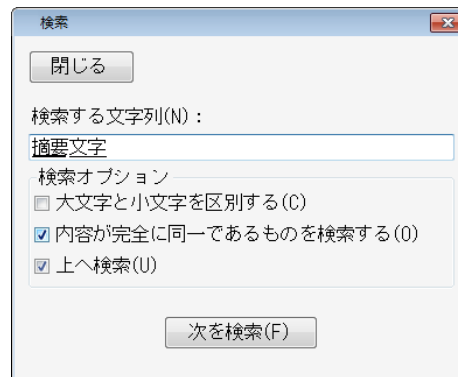 検索
閉じる
検索する文字列(N):
摘要文字
検索オプション
大文字と小文字を区別する(C)
内容が完全に同一であるものを検索する(O)
上へ検索(U)
次を検索(F)